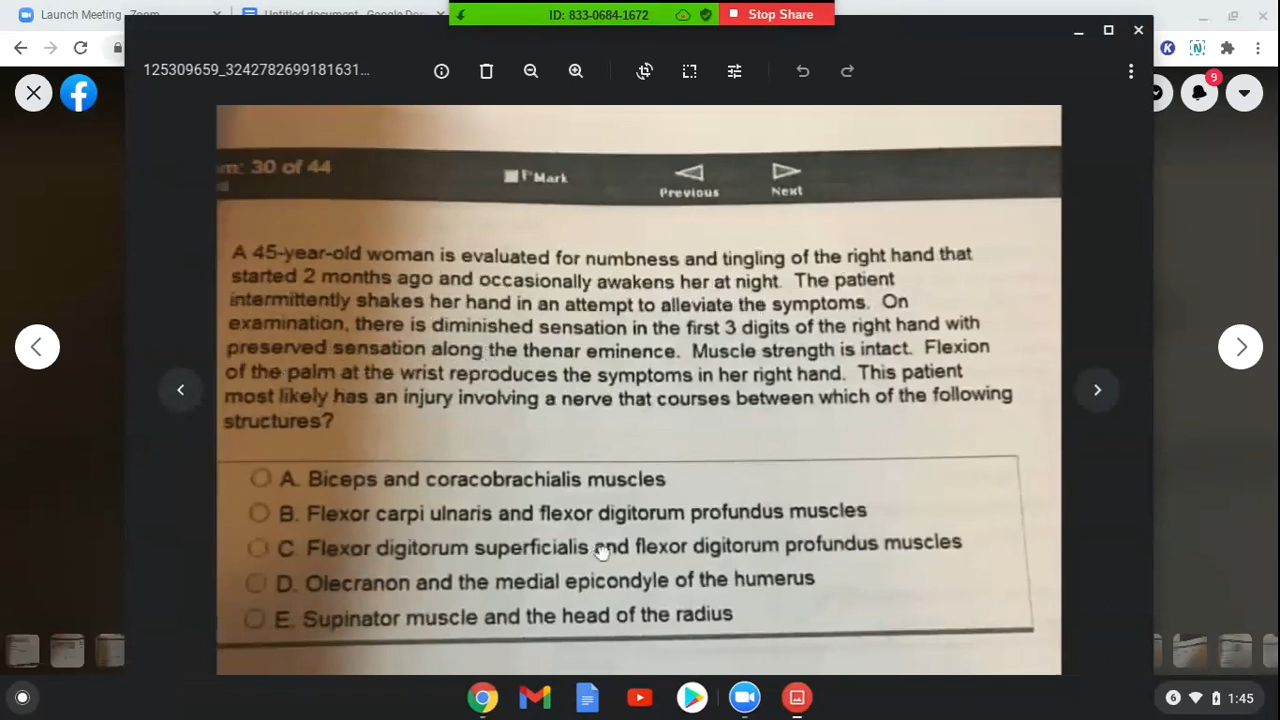 Launch Meeting - Zoom
Untitled document - Google Do
ID: 833-0684-1672
Stop Share
125309659_3242782699181631...
9
m: 30 of 44
Mark
Previous
Next
A 45-year-old woman is evaluated for numbness and tingling of the right hand that
started 2 months ago and occasionally awakens her at night. The patient
intermittently shakes her hand in an attempt to alleviate the symptoms. On
examination, there is diminished sensation in the first 3 digits of the right hand with
preserved sensation along the thenar eminence. Muscle strength is intact. Flexion
of the palm at the wrist reproduces the symptoms in her right hand. This patient
most likely has an injury involving a nerve that courses between which of the following
structures?
A. Biceps and coracobrachialis muscles
B. Flexor carpi ulnaris and flexor digitorum profundus muscles
C. Flexor digitorum superficialis and flexor digitorum profundus muscles
D. Olecranon and the medial epicondyle of the humerus
E. Supinator muscle and the head of the radius
6
1:45